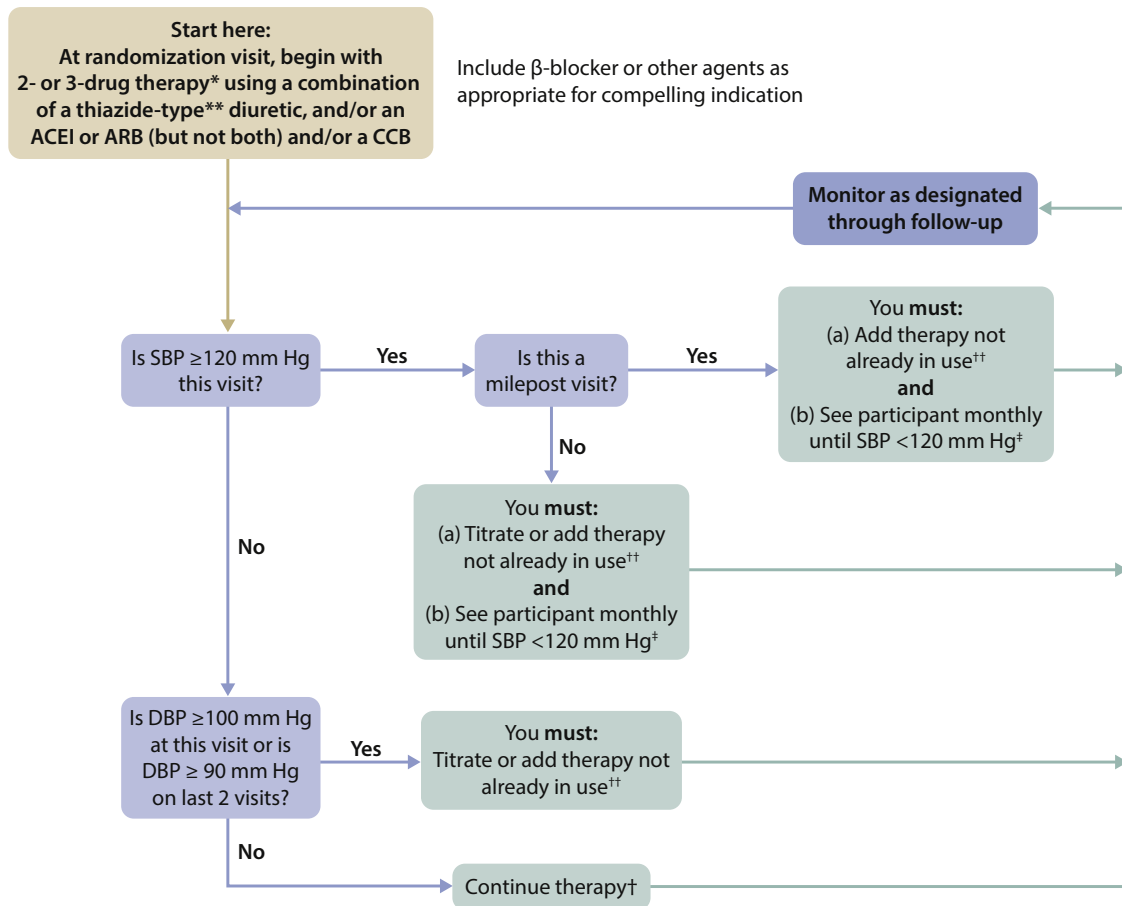 Start here:
At randomization visit, begin with
2- or 3-drug therapy* using a combination
of a thiazide-type** diuretic, and/or an
ACEI or ARB (but not both) and/or a CCB
Include β-blocker or other agents as
appropriate for compelling indication
Monitor as designated
through follow-up
Is SBP ≥120 mm Hg
this visit?
Yes
Is this a
milepost visit?
Yes
You must:
(a) Add therapy not
already in use††
and
(b) See participant monthly
until SBP <120 mm Hg‡
No
You must:
(a) Titrate or add therapy
not already in use††
and
(b) See participant monthly
until SBP <120 mm Hg‡
No
Is DBP ≥100 mm Hg
at this visit or is
DBP ≥ 90 mm Hg
on last 2 visits?
Yes
You must:
Titrate or add therapy not
already in use††
No
Continue therapy†